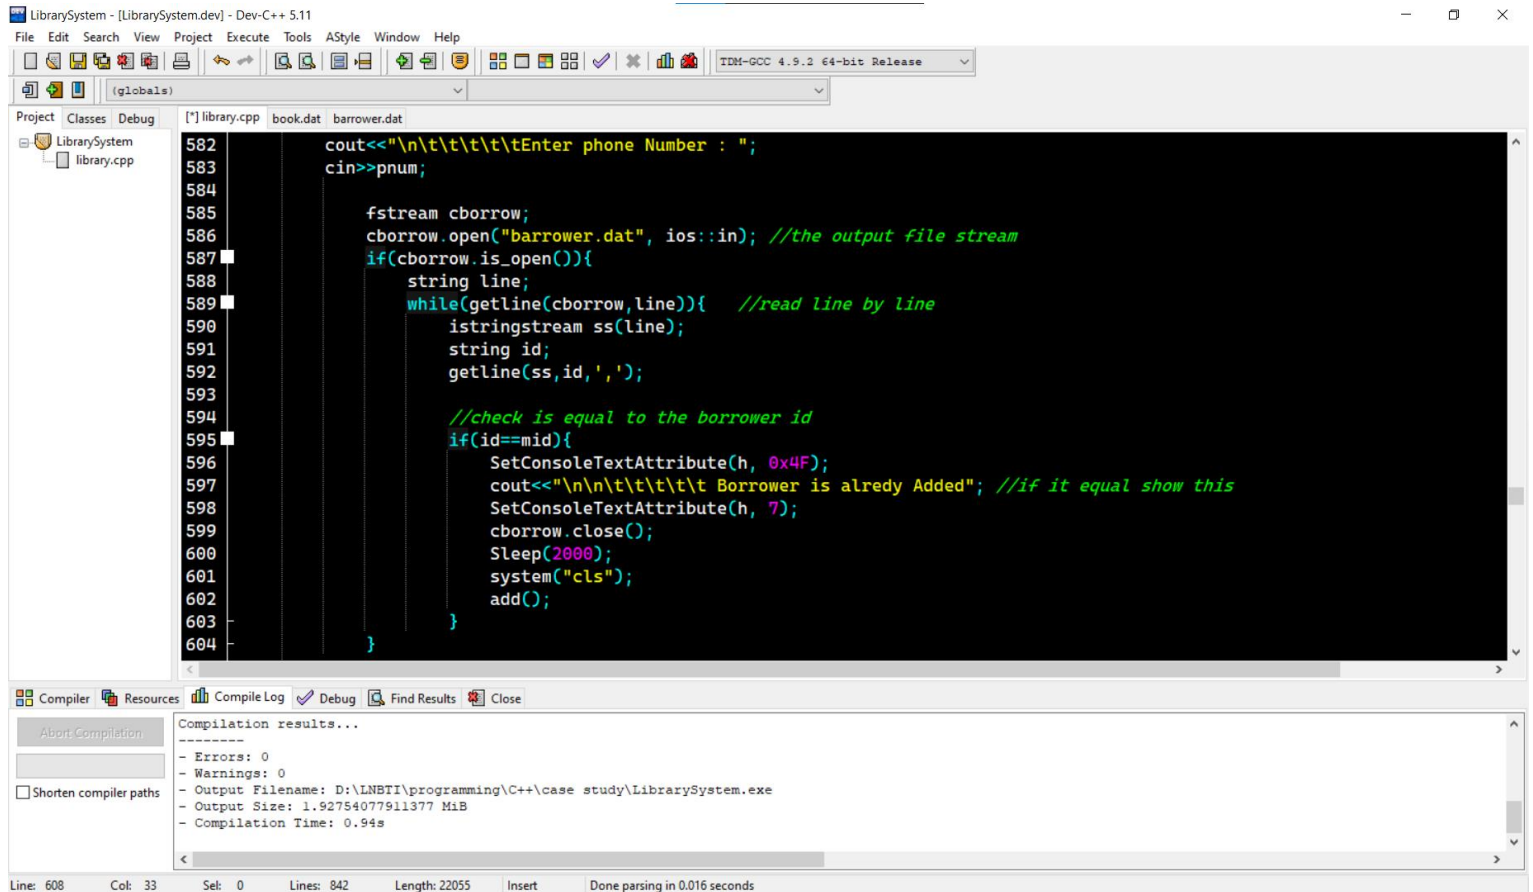 LibrarySystem - [LibrarySystem.dev] - Dev-C++ 5.11
File Edit Search View Project Execute Tools AStyle Window Help
TDM-GCC 4.9.2 64-bit Release
(globals)
Project Classes Debug
[*] library.cpp book.dat barrower.dat
LibrarySystem
library.cpp
582 cout<<"\n\t\t\t\t\tEnter phone Number : ";
583 cin>>pnum;
584
585 fstream cborrow;
586 cborrow.open("barrower.dat", ios::in); //the output file stream
587 if(cborrow.is_open()){
588 string line;
589 while(getline(cborrow,line)){ //read line by line
590 istringstream ss(line);
591 string id;
592 getline(ss,id,',');
593
594 //check is equal to the borrower id
595 if(id==mid){
596 SetConsoleTextAttribute(h, 0x4F);
597 cout<<"\n\n\t\t\t\t\t Borrower is alredy Added"; //if it equal show this
598 SetConsoleTextAttribute(h, 7);
599 cborrow.close();
600 Sleep(2000);
601 system("cls");
602 add();
603 }
604 }
Compiler Resources Compile Log Debug Find Results Close
Abort Compilation
Shorten compiler paths
Compilation results...
--------
- Errors: 0
- Warnings: 0
- Output Filename: D:\LNBTI\programming\C++\case study\LibrarySystem.exe
- Output Size: 1.92754077911377 MiB
- Compilation Time: 0.94s
Line: 608 Col: 33 Sel: 0 Lines: 842 Length: 22055 Insert Done parsing in 0.016 seconds